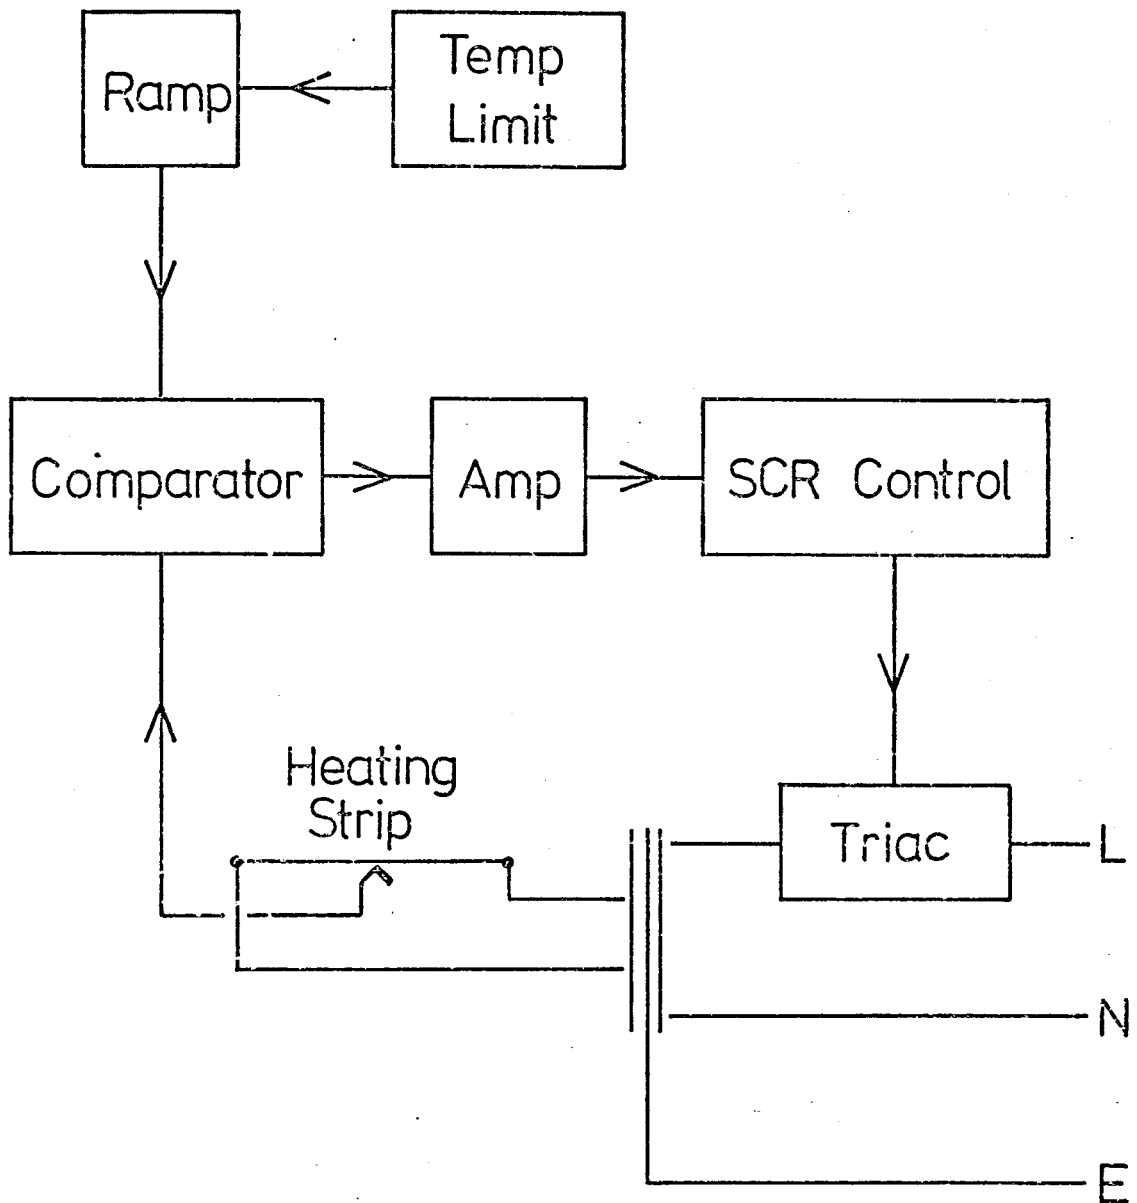 Ramp
Temp
Limit
Comparator
Amp
SCR Control
Heating
Strip
Triac
L
N
E